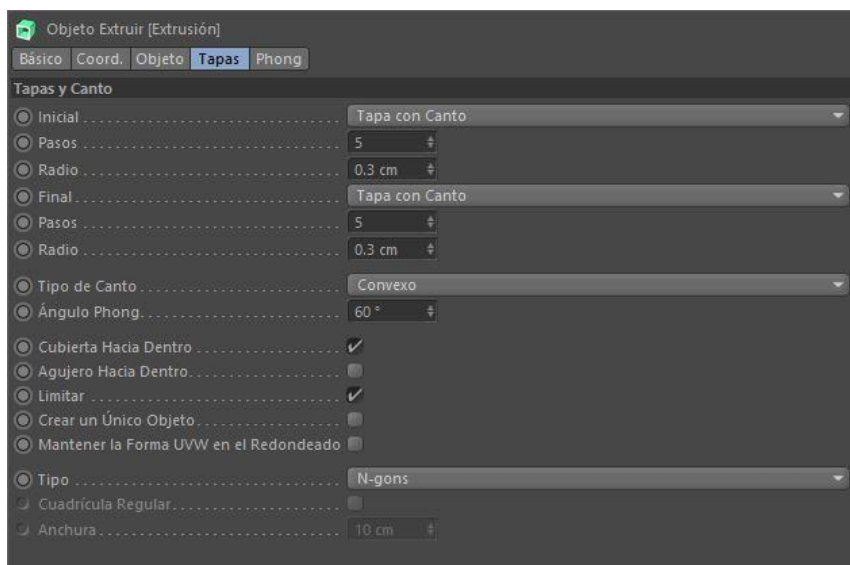 Objeto Extruir [Extrusión]
Básico Coord. Objeto Tapas Phong
Tapas y Canto
Inicial Tapa con Canto
Pasos 5
Radio 0.3 cm
Final Tapa con Canto
Pasos 5
Radio 0.3 cm
Tipo de Canto Convexo
Ángulo Phong 60 °
Cubierta Hacia Dentro
Agujero Hacia Dentro
Limitar
Crear un Único Objeto
Mantener la Forma UVW en el Redondeado
Tipo N-gons
Cuadrícula Regular
Anchura 10 cm